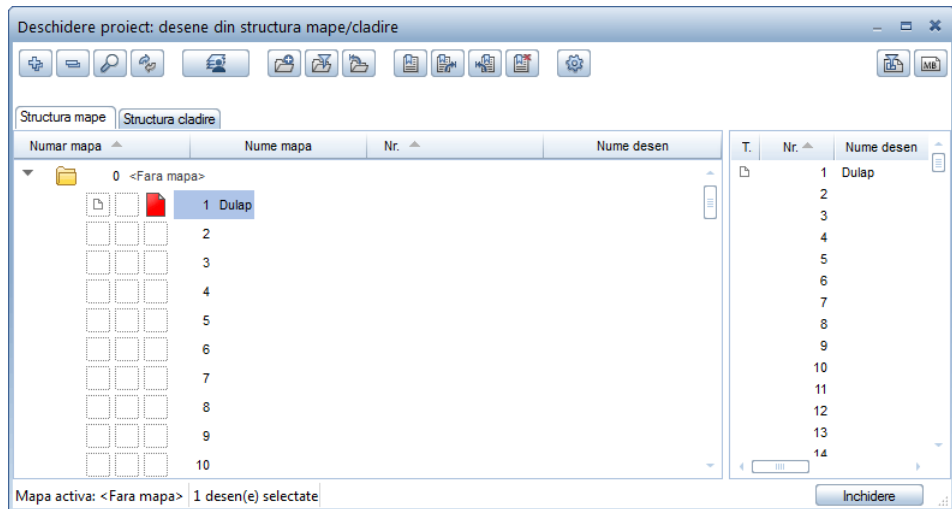 Deschidere proiect: desene din structura mape/cladire
MB
Structura mape Structura cladire
Numar mapa Nume mapa Nr. Nume desen
T. Nr. Nume desen
0 <Fara mapa>
1 Dulap
2
3
4
5
6
7
8
9
10
1 Dulap
2
3
4
5
6
7
8
9
10
11
12
13
14
Mapa activa: <Fara mapa> 1 desen(e) selectate
Inchidere